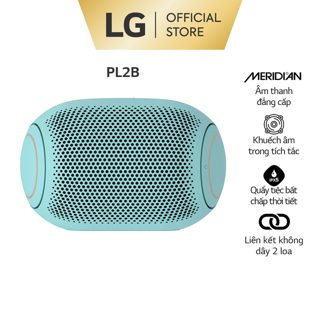 LG OFFICIAL STORE
PL2B
MERIDIAN
Âm thanh
đẳng cấp
Khuếch âm
trong tích tắc
IPX5
Quẩy tiệc bất
chấp thời tiết
Liên kết không
dây 2 loa